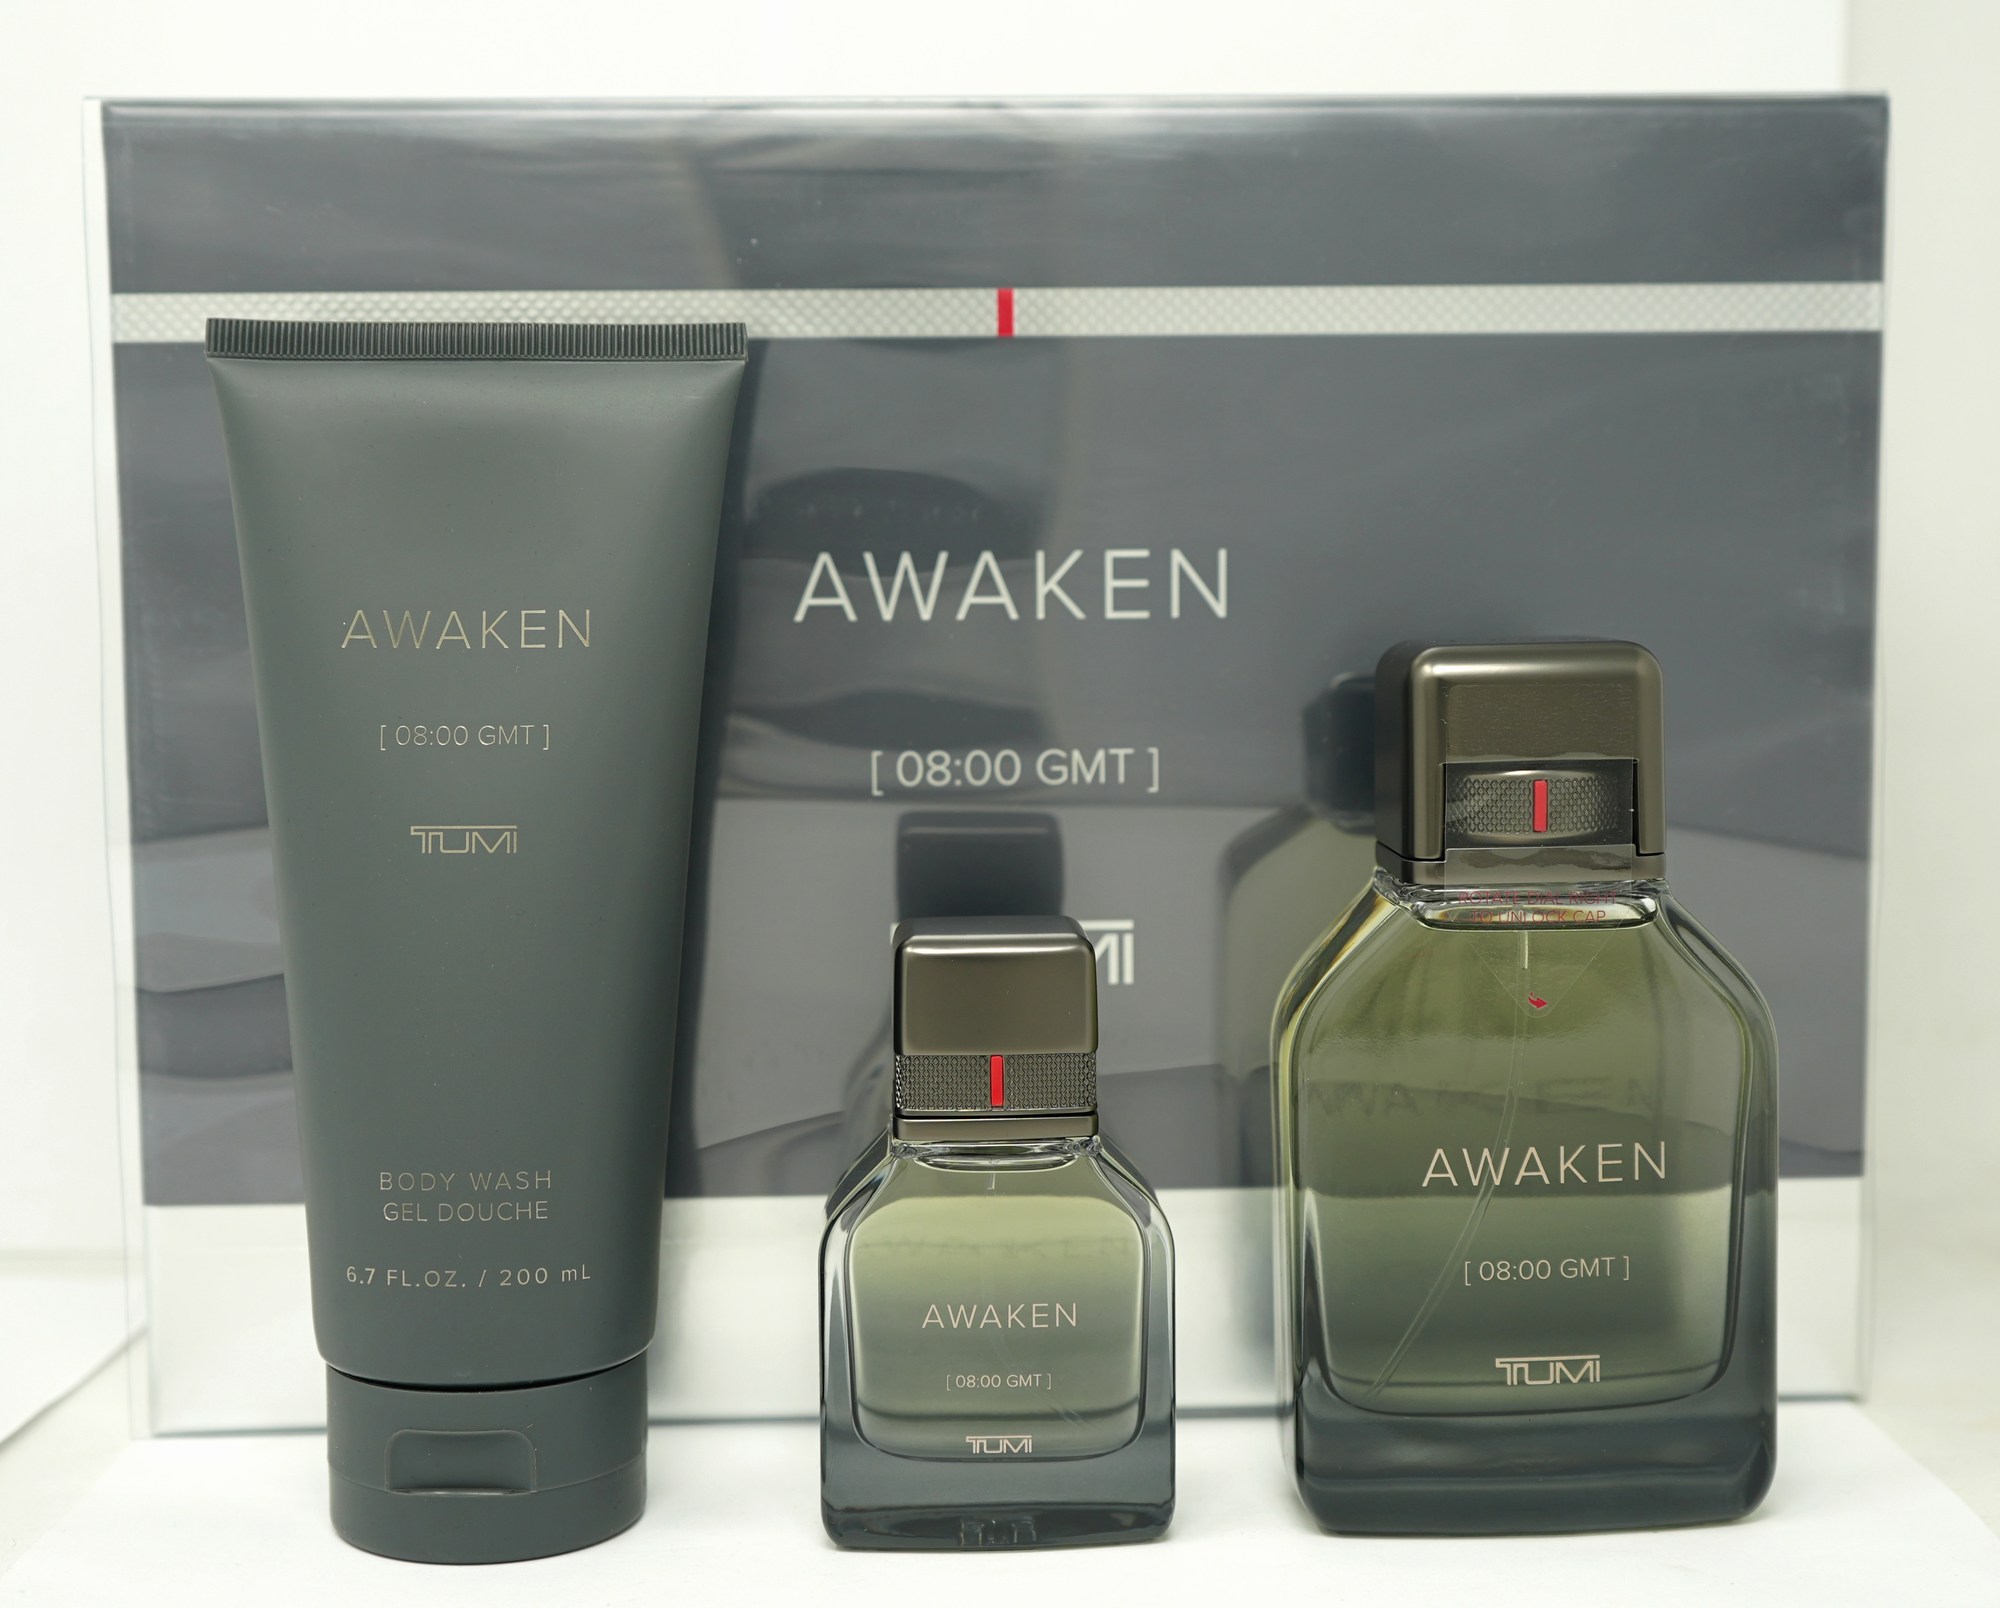 AWAKEN
[ 08:00 GMT ]
TUMI
AWAKEN
[ 08:00 GMT ]
TUMI
BODY WASH
GEL DOUCHE
6.7 FL.OZ. / 200 mL
AWAKEN
[ 08:00 GMT ]
TUMI
ROTATE DIAL RIGHT
TO UNLOCK CAP
AWAKEN
[ 08:00 GMT ]
TUMI